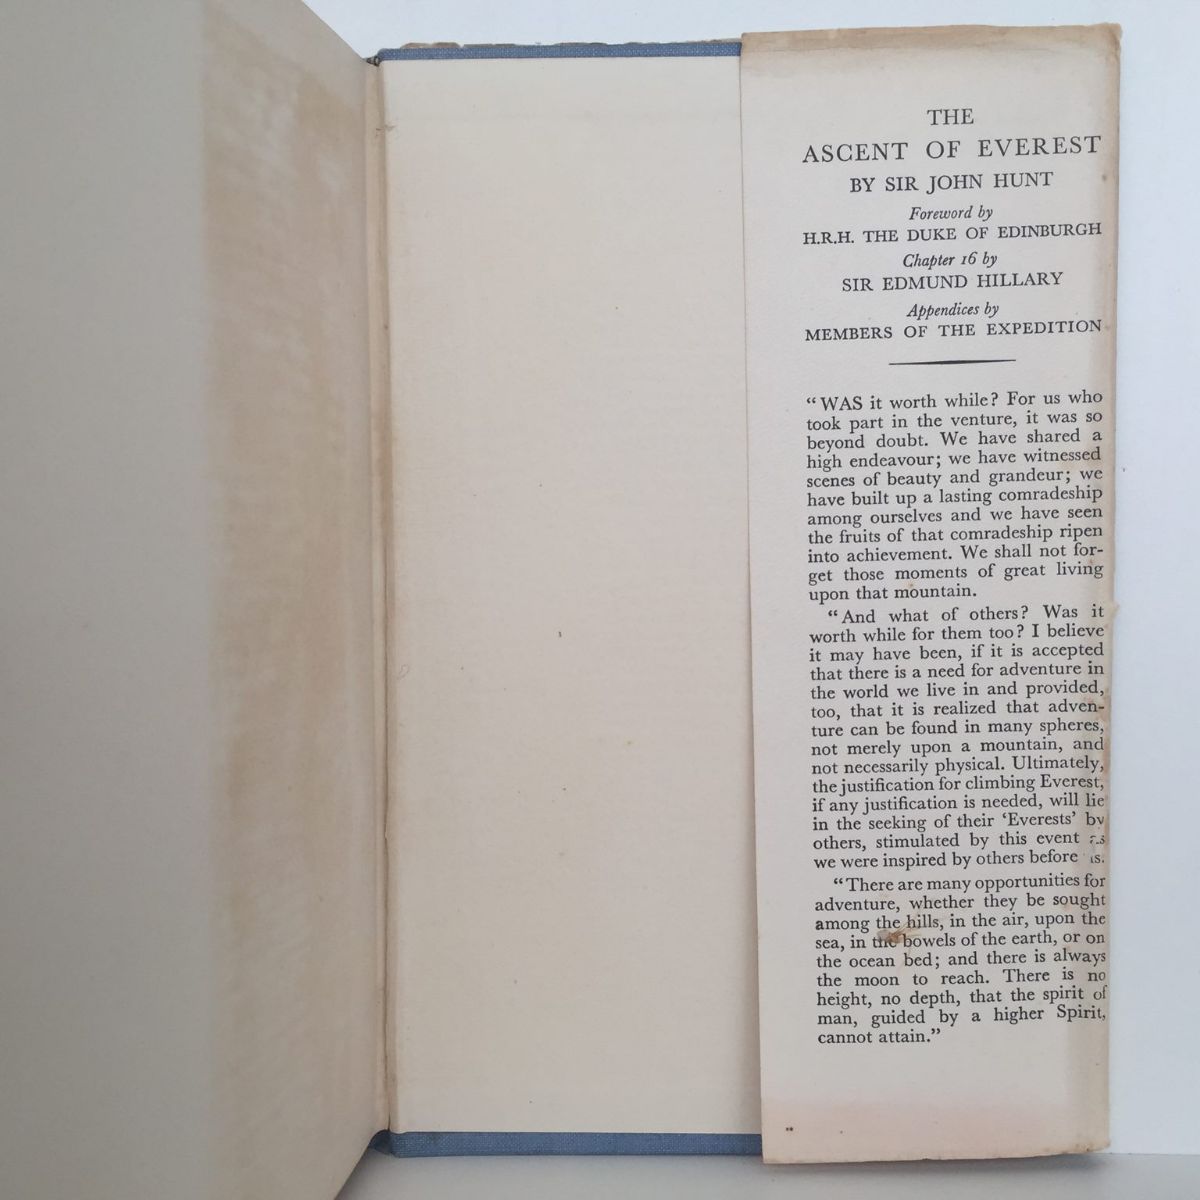 THE
ASCENT OF EVEREST
BY SIR JOHN HUNT
Foreword by
H.R.H. THE DUKE OF EDINBURGH
Chapter 16 by
SIR EDMUND HILLARY
Appendices by
MEMBERS OF THE EXPEDITION
“WAS it worth while? For us who
took part in the venture, it was so
beyond doubt. We have shared a
high endeavour; we have witnessed
scenes of beauty and grandeur; we
have built up a lasting comradeship
among ourselves and we have seen
the fruits of that comradeship ripen
into achievement. We shall not for-
get those moments of great living
upon that mountain.
“And what of others? Was it
worth while for them too? I believe
it may have been, if it is accepted
that there is a need for adventure in
the world we live in and provided,
too, that it is realized that adven-
ture can be found in many spheres,
not merely upon a mountain, and
not necessarily physical. Ultimately,
the justification for climbing Everest,
if any justification is needed, will lie
in the seeking of their ‘Everests’ by
others, stimulated by this event as
we were inspired by others before us.
“There are many opportunities for
adventure, whether they be sought
among the hills, in the air, upon the
sea, in the bowels of the earth, or on
the ocean bed; and there is always
the moon to reach. There is no
height, no depth, that the spirit of
man, guided by a higher Spirit,
cannot attain.”